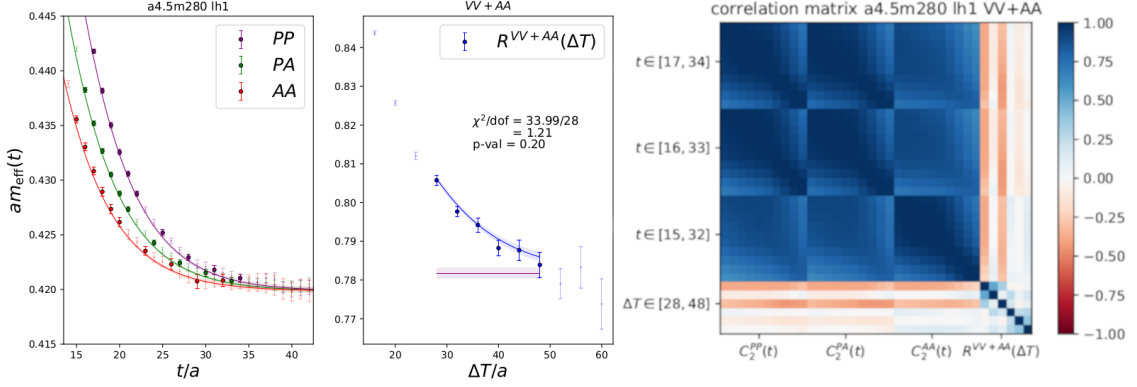 a4.5m280 lh1
0.445
0.440
0.435
0.430
0.425
0.420
0.415
am_eff(t)
PP
PA
AA
15 20 25 30 35 40
t/a
VV+AA
0.84
0.83
0.82
0.81
0.80
0.79
0.78
0.77
R^{VV+AA}(ΔT)
χ²/dof = 33.99/28
= 1.21
p-val = 0.20
20 30 40 50 60
ΔT/a
correlation matrix a4.5m280 lh1 VV+AA
t∈[17,34]
t∈[16,33]
t∈[15,32]
ΔT∈[28,48]
C_2^{PP}(t) C_2^{PA}(t) C_2^{AA}(t) R^{VV+AA}(ΔT)
1.00
0.75
0.50
0.25
0.00
−0.25
−0.50
−0.75
−1.00